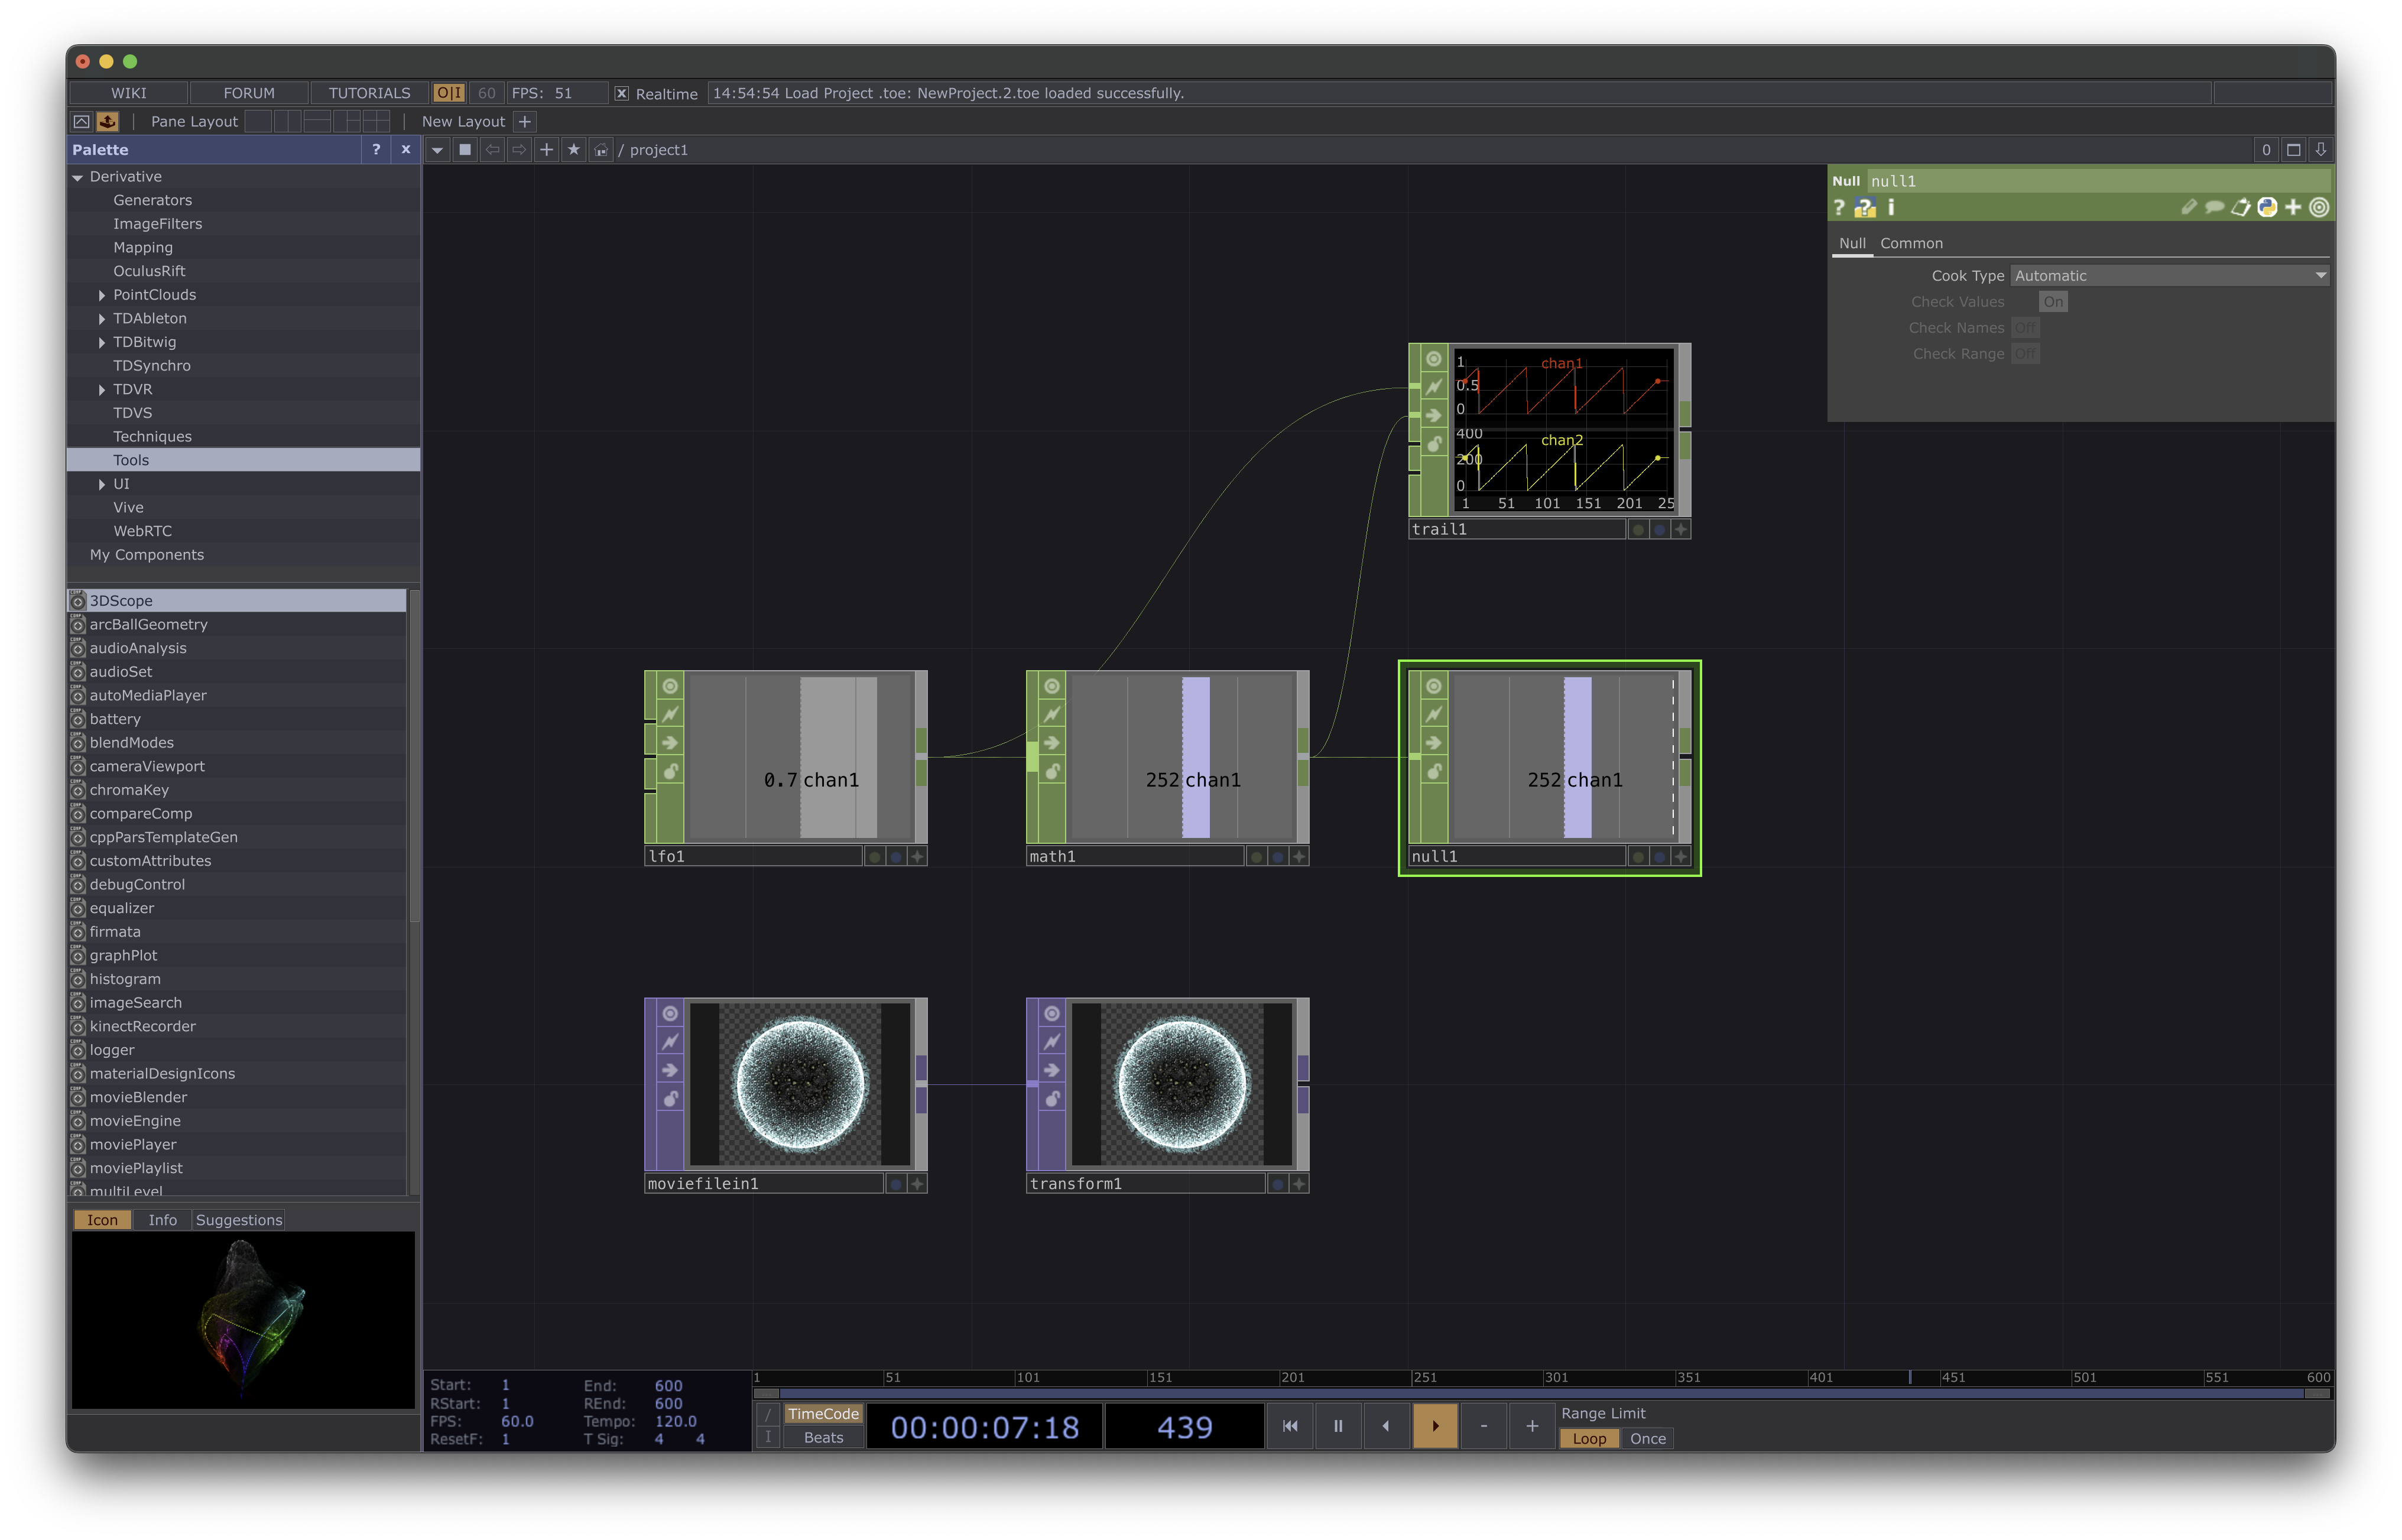 WIKI FORUM TUTORIALS O|I 60 FPS: 51 Realtime 14:54:54 Load Project .toe: NewProject.2.toe loaded successfully.
Pane Layout New Layout +
Palette ? x / project1 0
Derivative
Generators
ImageFilters
Mapping
OculusRift
PointClouds
TDAbleton
TDBitwig
TDSynchro
TDVR
TDVS
Techniques
Tools
UI
Vive
WebRTC
My Components
3DScope
arcBallGeometry
audioAnalysis
audioSet
autoMediaPlayer
battery
blendModes
cameraViewport
chromaKey
compareComp
cppParsTemplateGen
customAttributes
debugControl
equalizer
firmata
graphPlot
histogram
imageSearch
kinectRecorder
logger
materialDesignIcons
movieBlender
movieEngine
moviePlayer
moviePlaylist
multiLevel
Icon Info Suggestions
Null null1
? ? i
Null Common
Cook Type Automatic
Check Values On
Check Names Off
Check Range Off
1 chan1
0.5
0
400 chan2
200
0
1 51 101 151 201 25
trail1
0.7 chan1
lfo1
252 chan1
math1
252 chan1
null1
moviefilein1
transform1
Start: 1 End: 600
RStart: 1 REnd: 600
FPS: 60.0 Tempo: 120.0
ResetF: 1 T Sig: 4 4
1 51 101 151 201 251 301 351 401 451 501 551 600
/ TimeCode 00:00:07:18 439 - + Range Limit
I Beats Loop Once